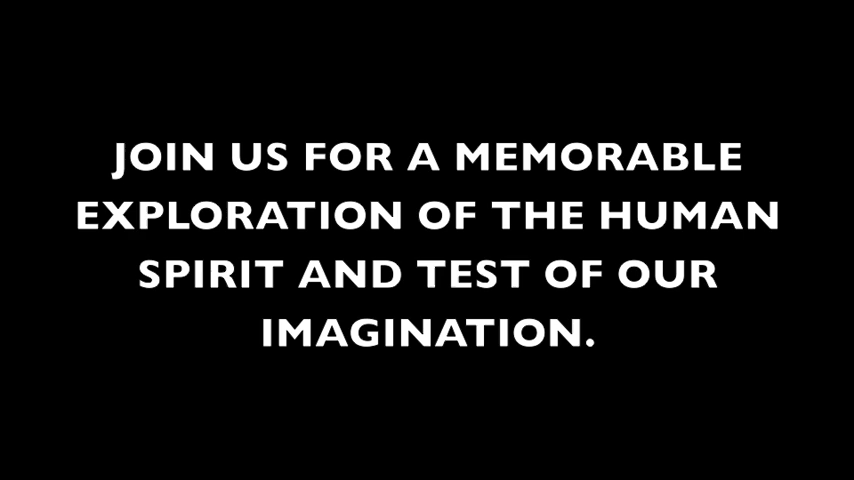 JOIN US FOR A MEMORABLE
EXPLORATION OF THE HUMAN
SPIRIT AND TEST OF OUR
IMAGINATION.